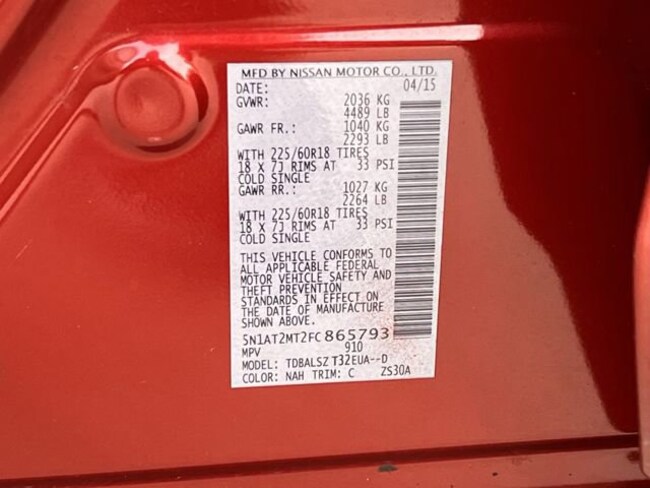 MFD BY NISSAN MOTOR CO., LTD.
DATE: 04/15
GVWR: 2036 KG
4489 LB
GAWR FR.: 1040 KG
2293 LB
WITH 225/60R18 TIRES
18 X 7J RIMS AT 33 PSI
COLD SINGLE
GAWR RR.: 1027 KG
2264 LB
WITH 225/60R18 TIRES
18 X 7J RIMS AT 33 PSI
COLD SINGLE
THIS VEHICLE CONFORMS TO
ALL APPLICABLE FEDERAL
MOTOR VEHICLE SAFETY AND
THEFT PREVENTION
STANDARDS IN EFFECT ON
THE DATE OF MANUFACTURE
SHOWN ABOVE.
5N1AT2MT2FC865793
MPV 910
MODEL: TDBALSZ T32EUA--D
COLOR: NAH TRIM: C ZS30A